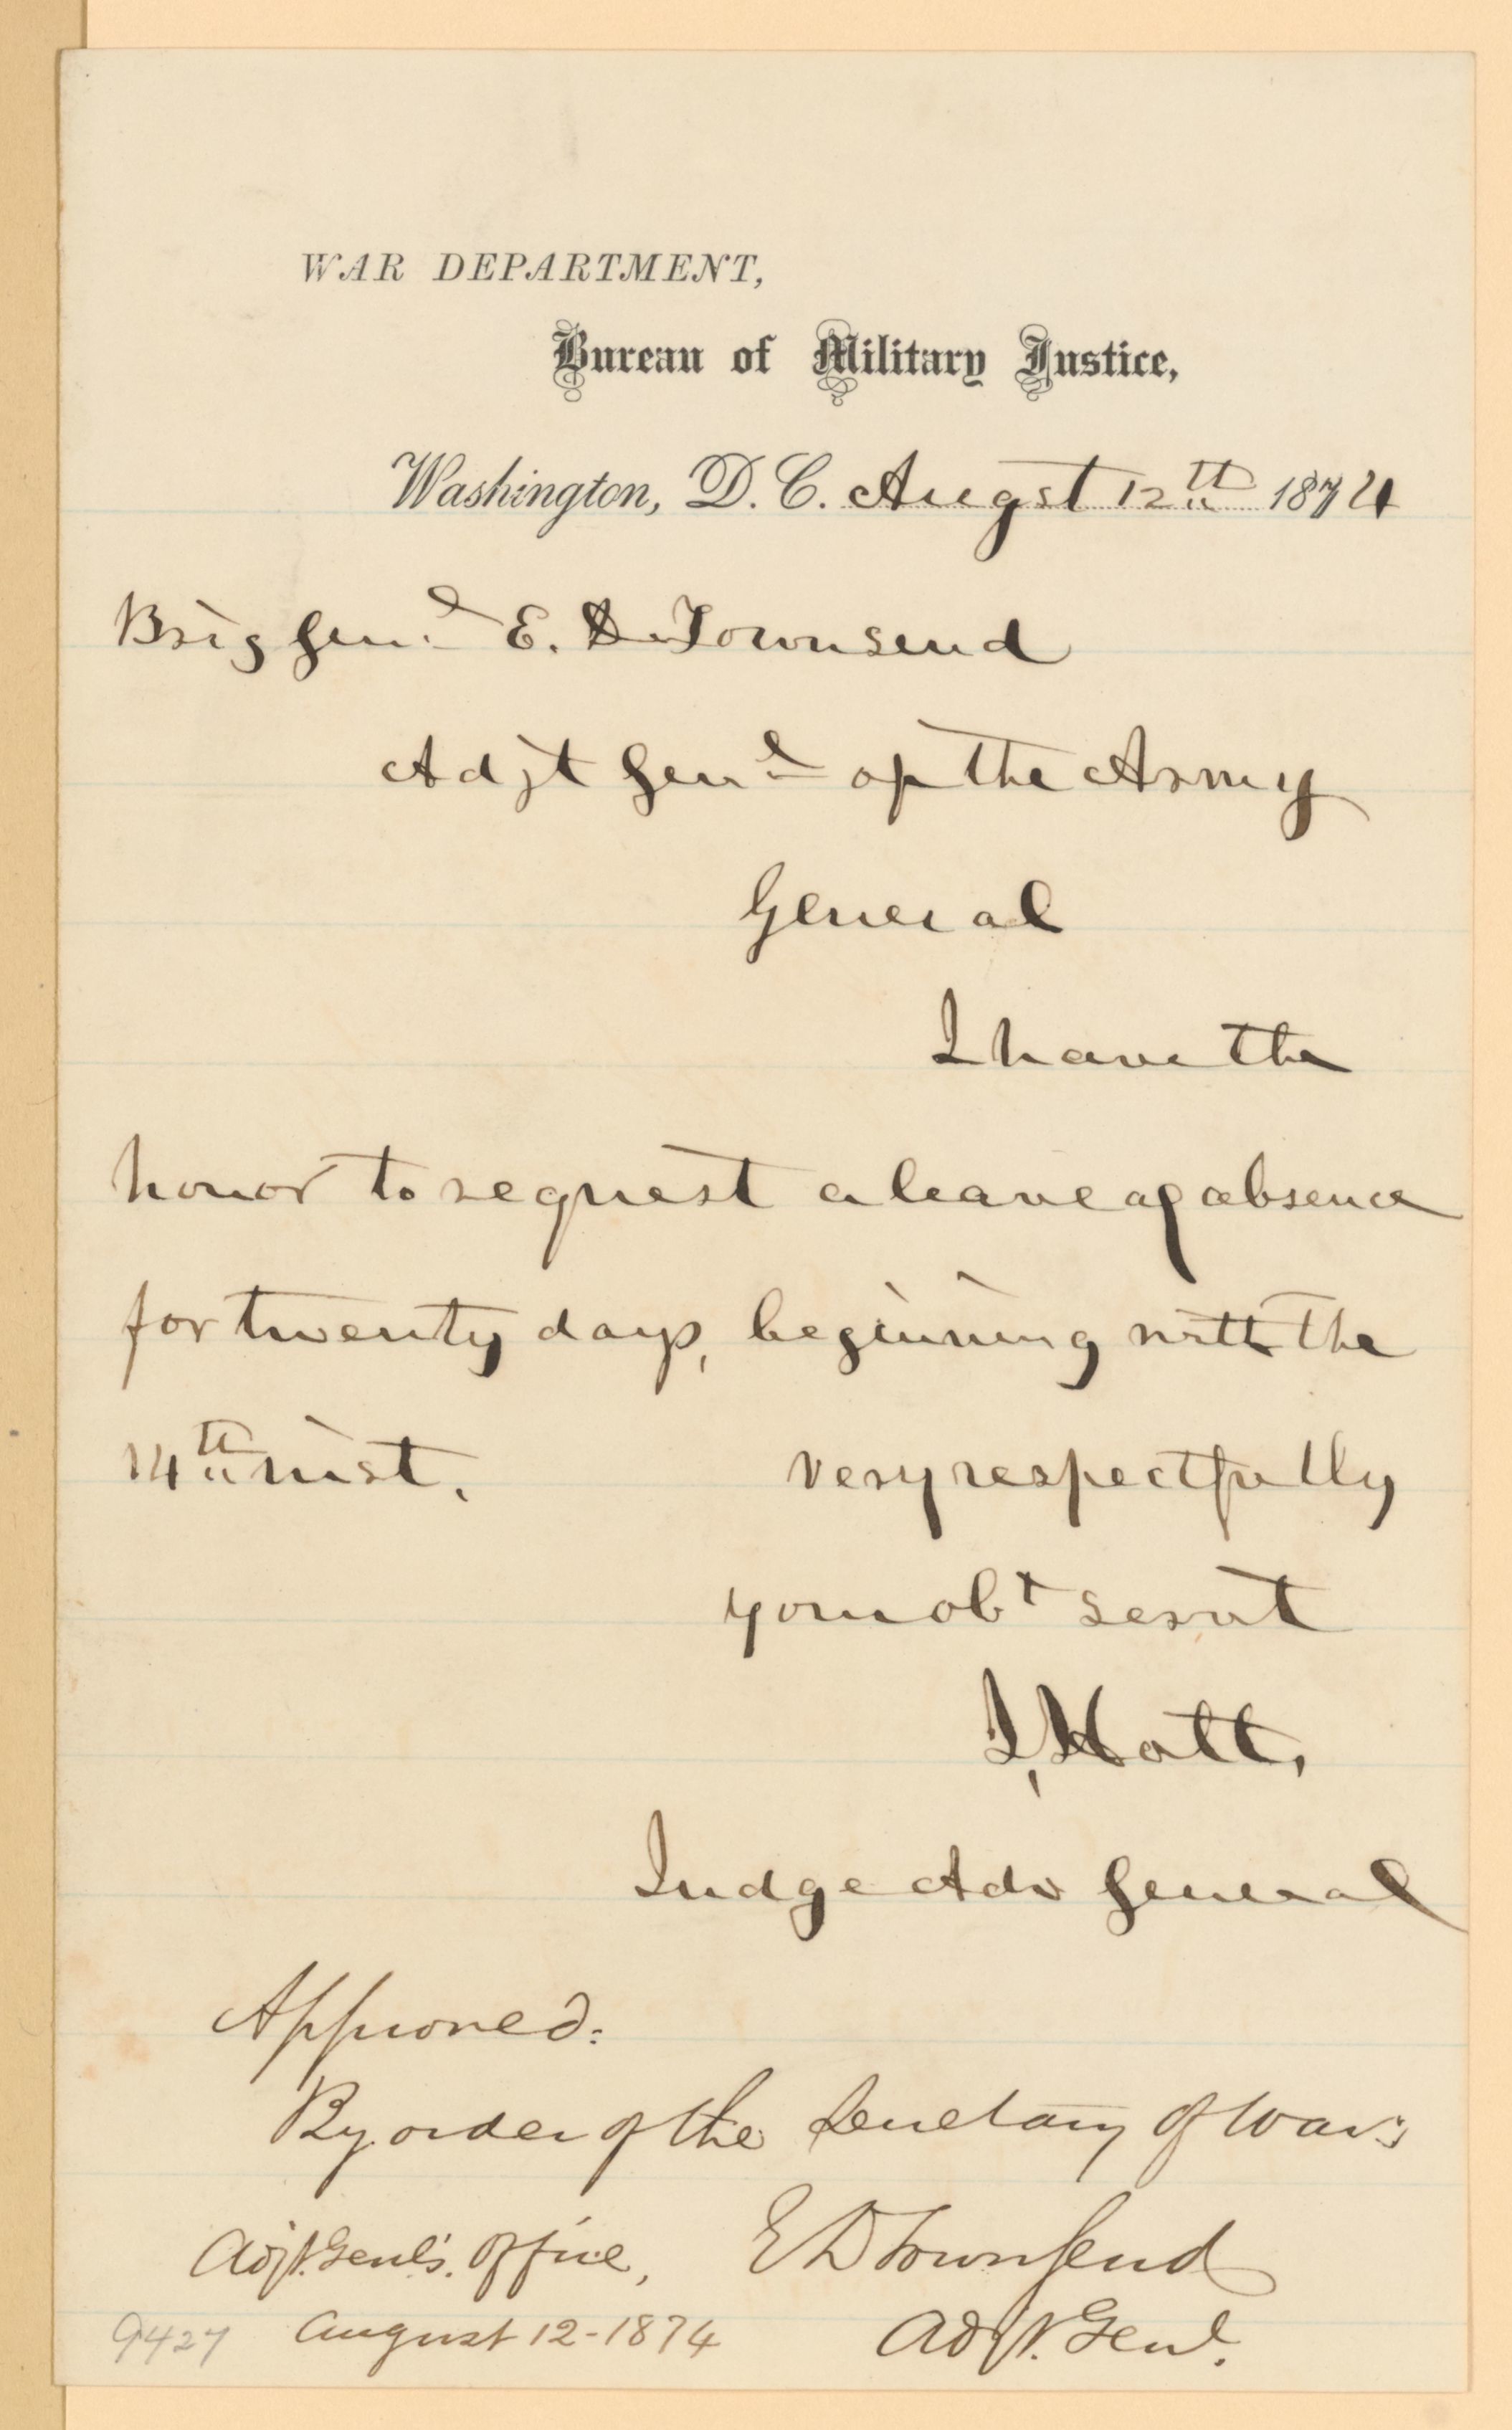 WAR DEPARTMENT,
Bureau of Military Justice,
Washington, D. C. Augst 12th 1874
Brig Genl E. D. Townsend
Adjt Genl of the Army
General
I have the
honor to request a leave of absence
for twenty days, beginning with the
14th inst. very respectfully
your obt servt
J, Holt,
Judge Adv General
Approved:
By order of the Secretary of War:
Adjt. Genl's. Office, E D Townsend
9427 August 12-1874 Adjt. Genl.